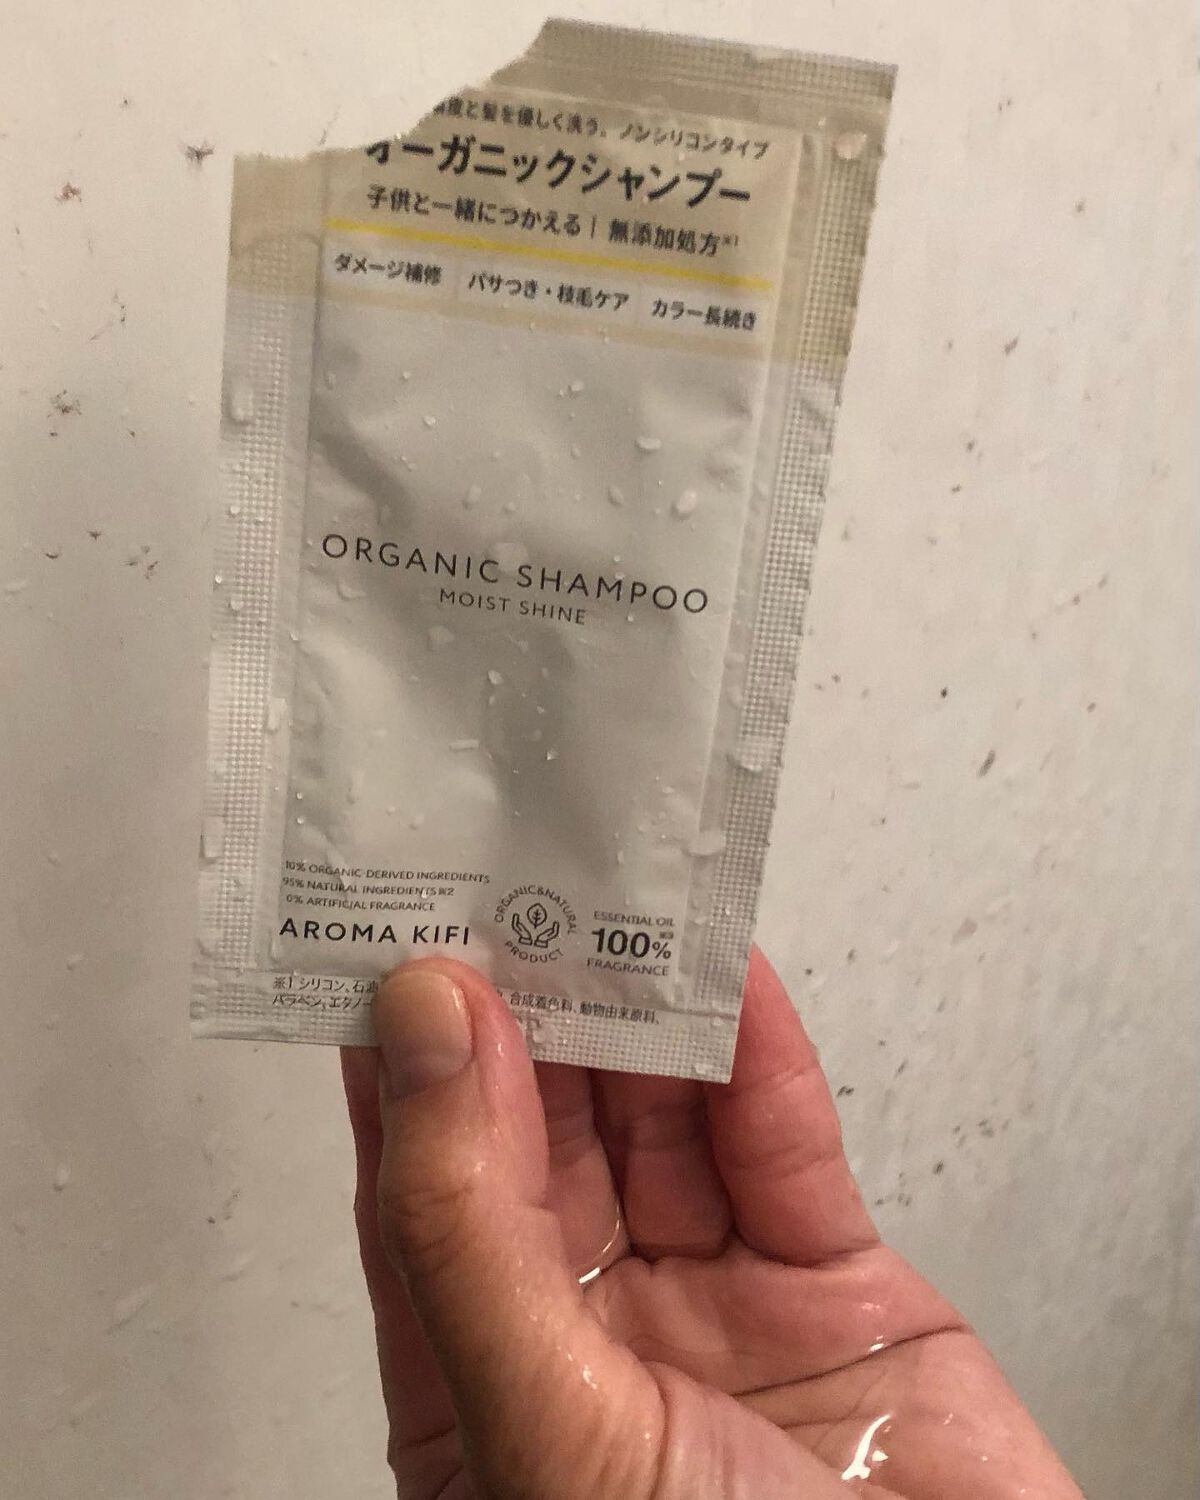 皮と髪を優しく洗う。ノンシリコンタイプ
オーガニックシャンプー
子供と一緒につかえる | 無添加処方※1
ダメージ補修 パサつき・枝毛ケア カラー長続き
ORGANIC SHAMPOO
MOIST SHINE
10% ORGANIC DERIVED INGREDIENTS
95% NATURAL INGREDIENTS ※2
0% ARTIFICIAL FRAGRANCE
AROMA KIFI
ORGANIC&NATURAL
PRODUCT
ESSENTIAL OIL
100%※3
FRAGRANCE
※1 シリコン、石油 合成着色料、動物由来原料、
パラベン、エタノー